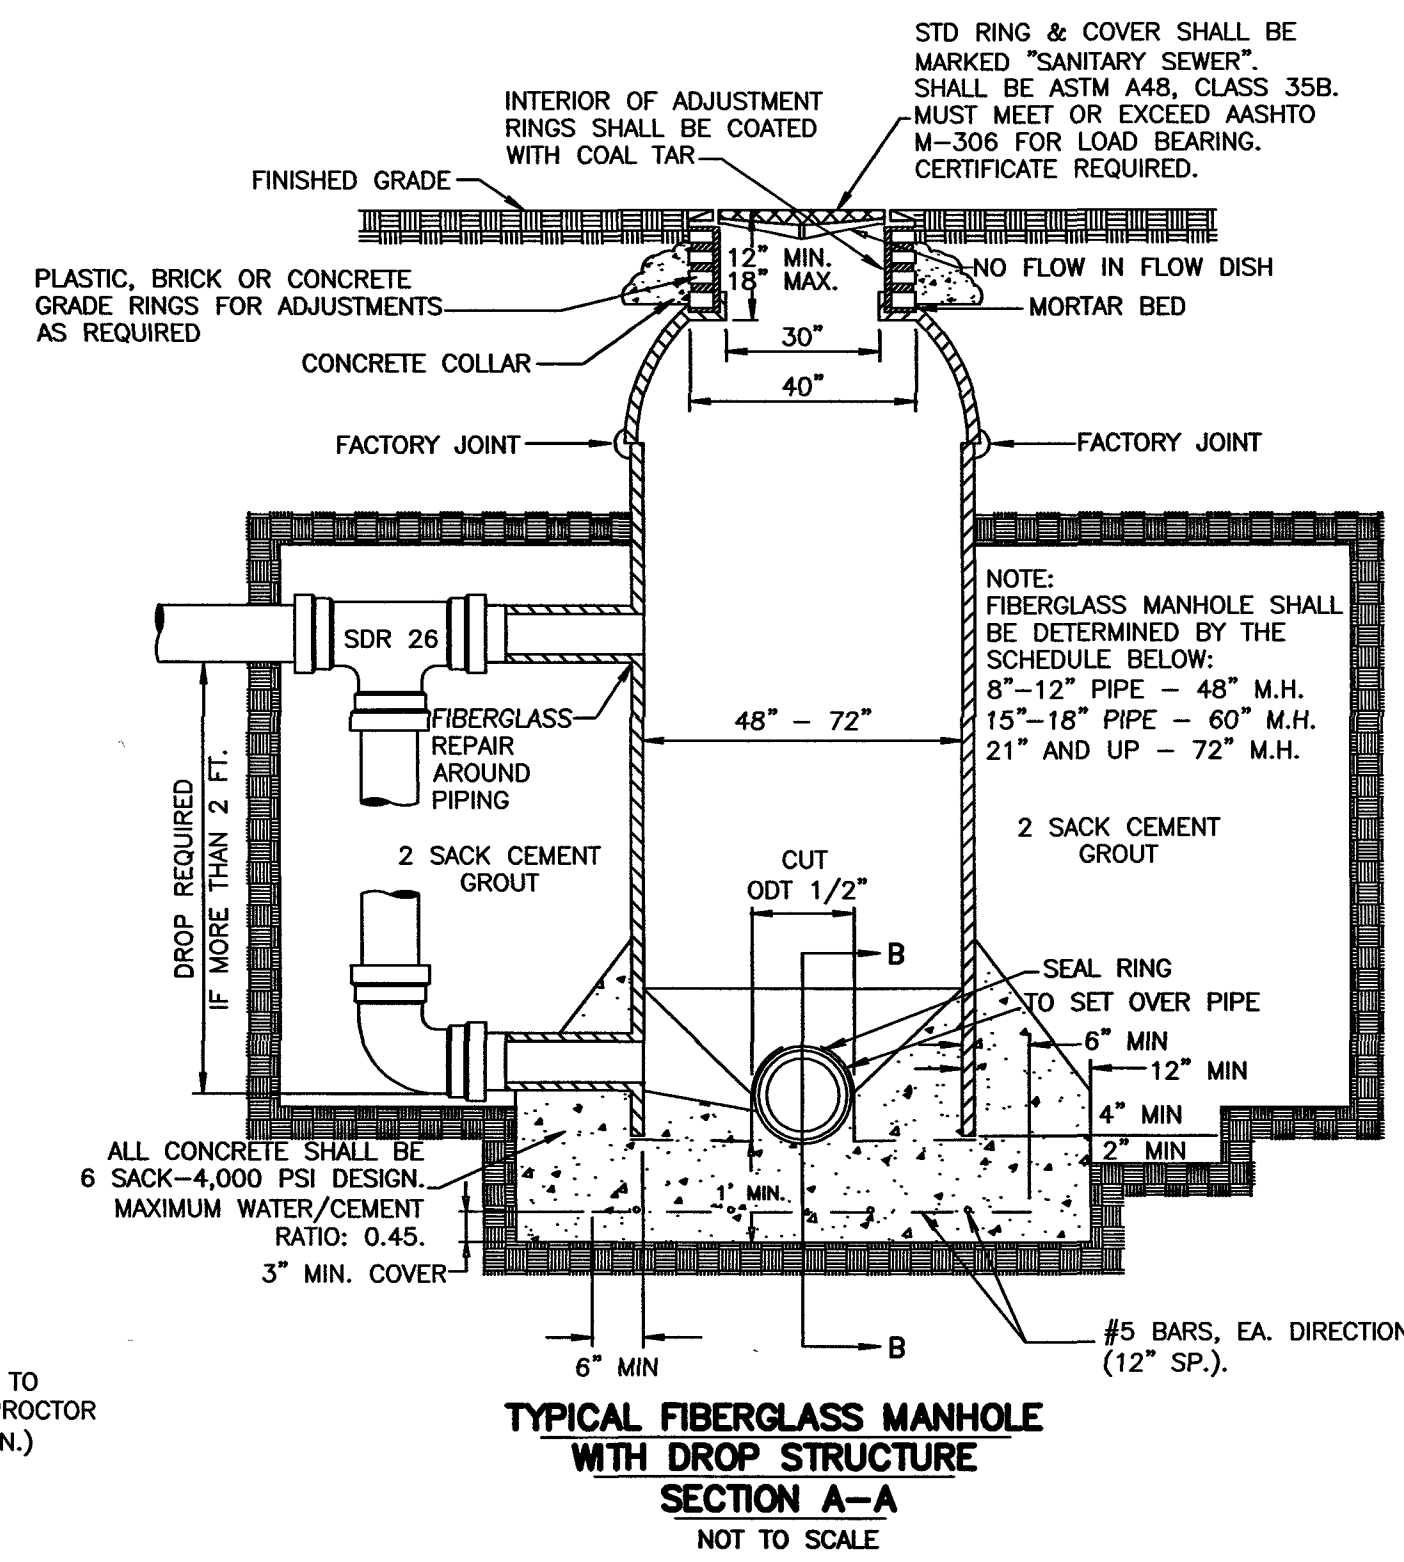 STD RING & COVER SHALL BE
MARKED "SANITARY SEWER".
SHALL BE ASTM A48, CLASS 35B.
MUST MEET OR EXCEED AASHTO
M-306 FOR LOAD BEARING.
CERTIFICATE REQUIRED.
INTERIOR OF ADJUSTMENT
RINGS SHALL BE COATED
WITH COAL TAR
FINISHED GRADE
12" MIN.
18" MAX.
NO FLOW IN FLOW DISH
PLASTIC, BRICK OR CONCRETE
GRADE RINGS FOR ADJUSTMENTS
AS REQUIRED
MORTAR BED
30"
CONCRETE COLLAR
40"
FACTORY JOINT
FACTORY JOINT
NOTE:
FIBERGLASS MANHOLE SHALL
BE DETERMINED BY THE
SCHEDULE BELOW:
8"-12" PIPE - 48" M.H.
15"-18" PIPE - 60" M.H.
21" AND UP - 72" M.H.
SDR 26
FIBERGLASS
REPAIR
AROUND
PIPING
48" - 72"
DROP REQUIRED
IF MORE THAN 2 FT.
2 SACK CEMENT
GROUT
2 SACK CEMENT
GROUT
CUT
ODT 1/2"
B
SEAL RING
TO SET OVER PIPE
6" MIN
12" MIN
4" MIN
2" MIN
ALL CONCRETE SHALL BE
6 SACK-4,000 PSI DESIGN.
MAXIMUM WATER/CEMENT
RATIO: 0.45.
1' MIN.
3" MIN. COVER
6" MIN
B
#5 BARS, EA. DIRECTION
(12" SP.).
TO
PROCTOR
N.)
TYPICAL FIBERGLASS MANHOLE
WITH DROP STRUCTURE
SECTION A-A
NOT TO SCALE